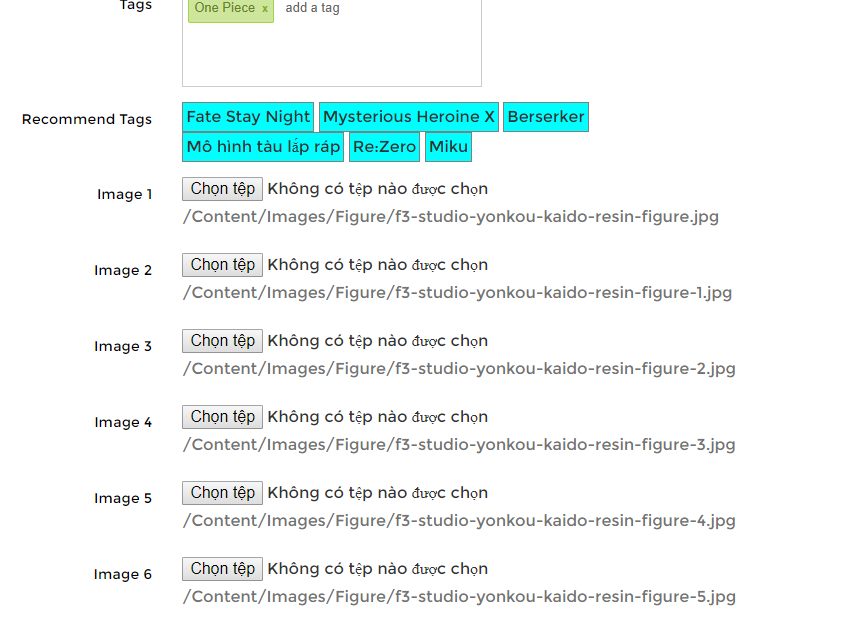 Tags One Piece x add a tag
Recommend Tags Fate Stay Night Mysterious Heroine X Berserker
Mô hình tàu lắp ráp Re:Zero Miku
Image 1 Chọn tệp Không có tệp nào được chọn
/Content/Images/Figure/f3-studio-yonkou-kaido-resin-figure.jpg
Image 2 Chọn tệp Không có tệp nào được chọn
/Content/Images/Figure/f3-studio-yonkou-kaido-resin-figure-1.jpg
Image 3 Chọn tệp Không có tệp nào được chọn
/Content/Images/Figure/f3-studio-yonkou-kaido-resin-figure-2.jpg
Image 4 Chọn tệp Không có tệp nào được chọn
/Content/Images/Figure/f3-studio-yonkou-kaido-resin-figure-3.jpg
Image 5 Chọn tệp Không có tệp nào được chọn
/Content/Images/Figure/f3-studio-yonkou-kaido-resin-figure-4.jpg
Image 6 Chọn tệp Không có tệp nào được chọn
/Content/Images/Figure/f3-studio-yonkou-kaido-resin-figure-5.jpg